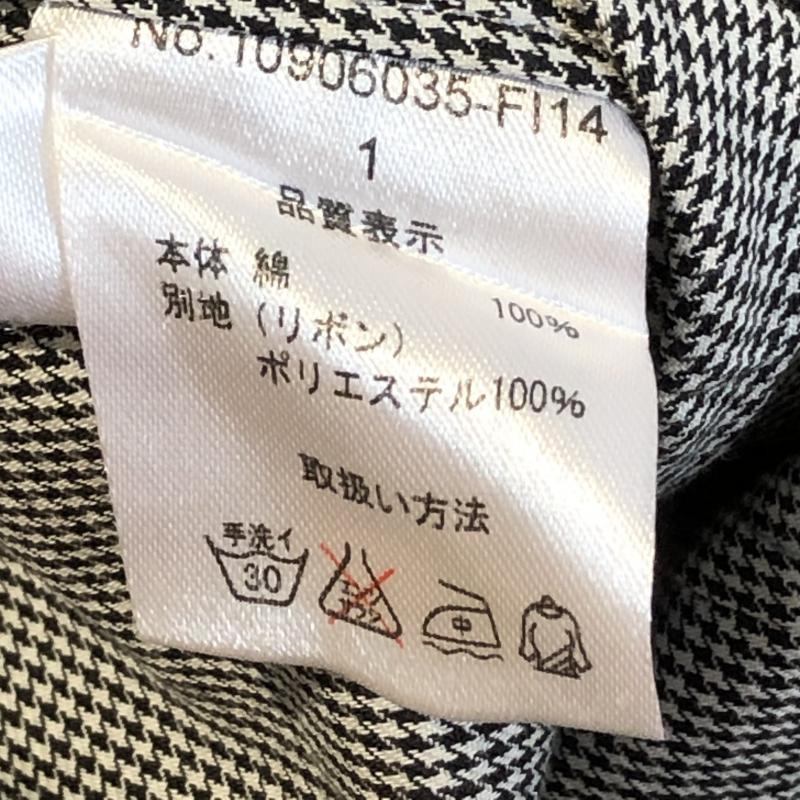 No.10906035-FI14
1
品質表示
本体 綿 100%
別地 (リボン)
ポリエステル100%
取扱い方法
手洗イ
30
中